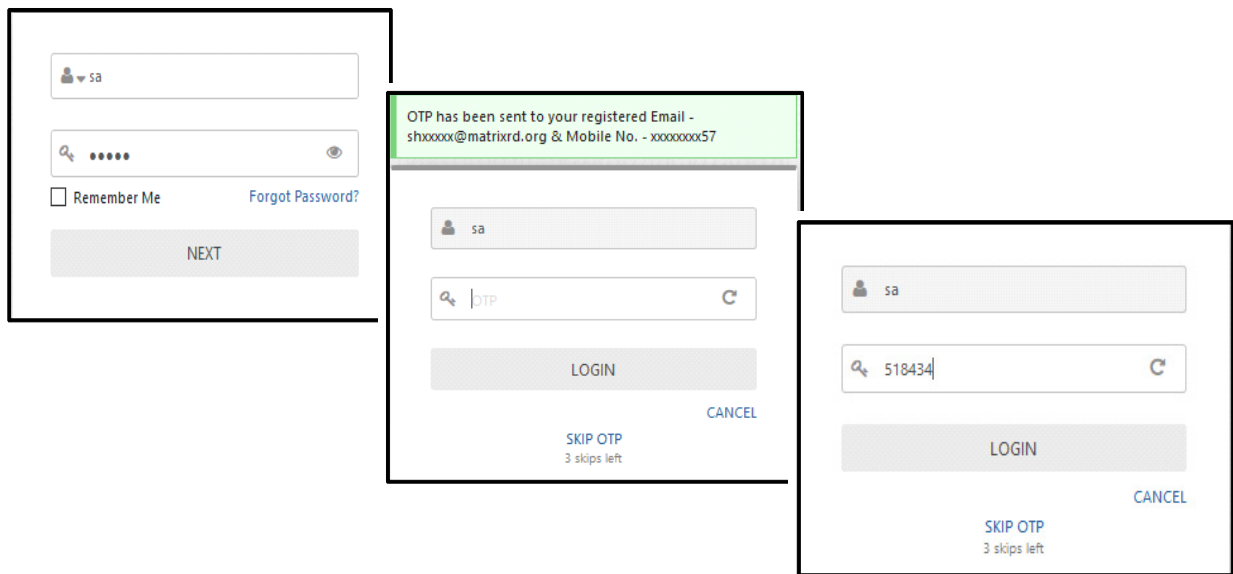 sa
•••••
Remember Me Forgot Password?
NEXT
OTP has been sent to your registered Email -
shxxxxx@matrixrd.org & Mobile No. - xxxxxxxx57
sa
OTP
LOGIN
CANCEL
SKIP OTP
3 skips left
sa
518434
LOGIN
CANCEL
SKIP OTP
3 skips left